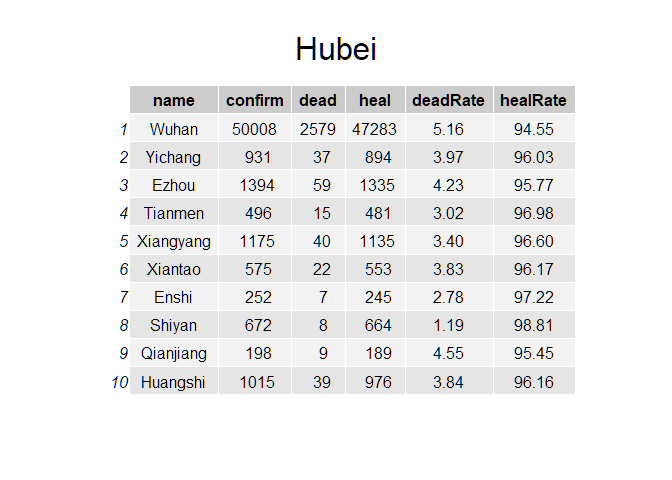 Hubei
name confirm dead heal deadRate healRate
1 Wuhan 50008 2579 47283 5.16 94.55
2 Yichang 931 37 894 3.97 96.03
3 Ezhou 1394 59 1335 4.23 95.77
4 Tianmen 496 15 481 3.02 96.98
5 Xiangyang 1175 40 1135 3.40 96.60
6 Xiantao 575 22 553 3.83 96.17
7 Enshi 252 7 245 2.78 97.22
8 Shiyan 672 8 664 1.19 98.81
9 Qianjiang 198 9 189 4.55 95.45
10 Huangshi 1015 39 976 3.84 96.16